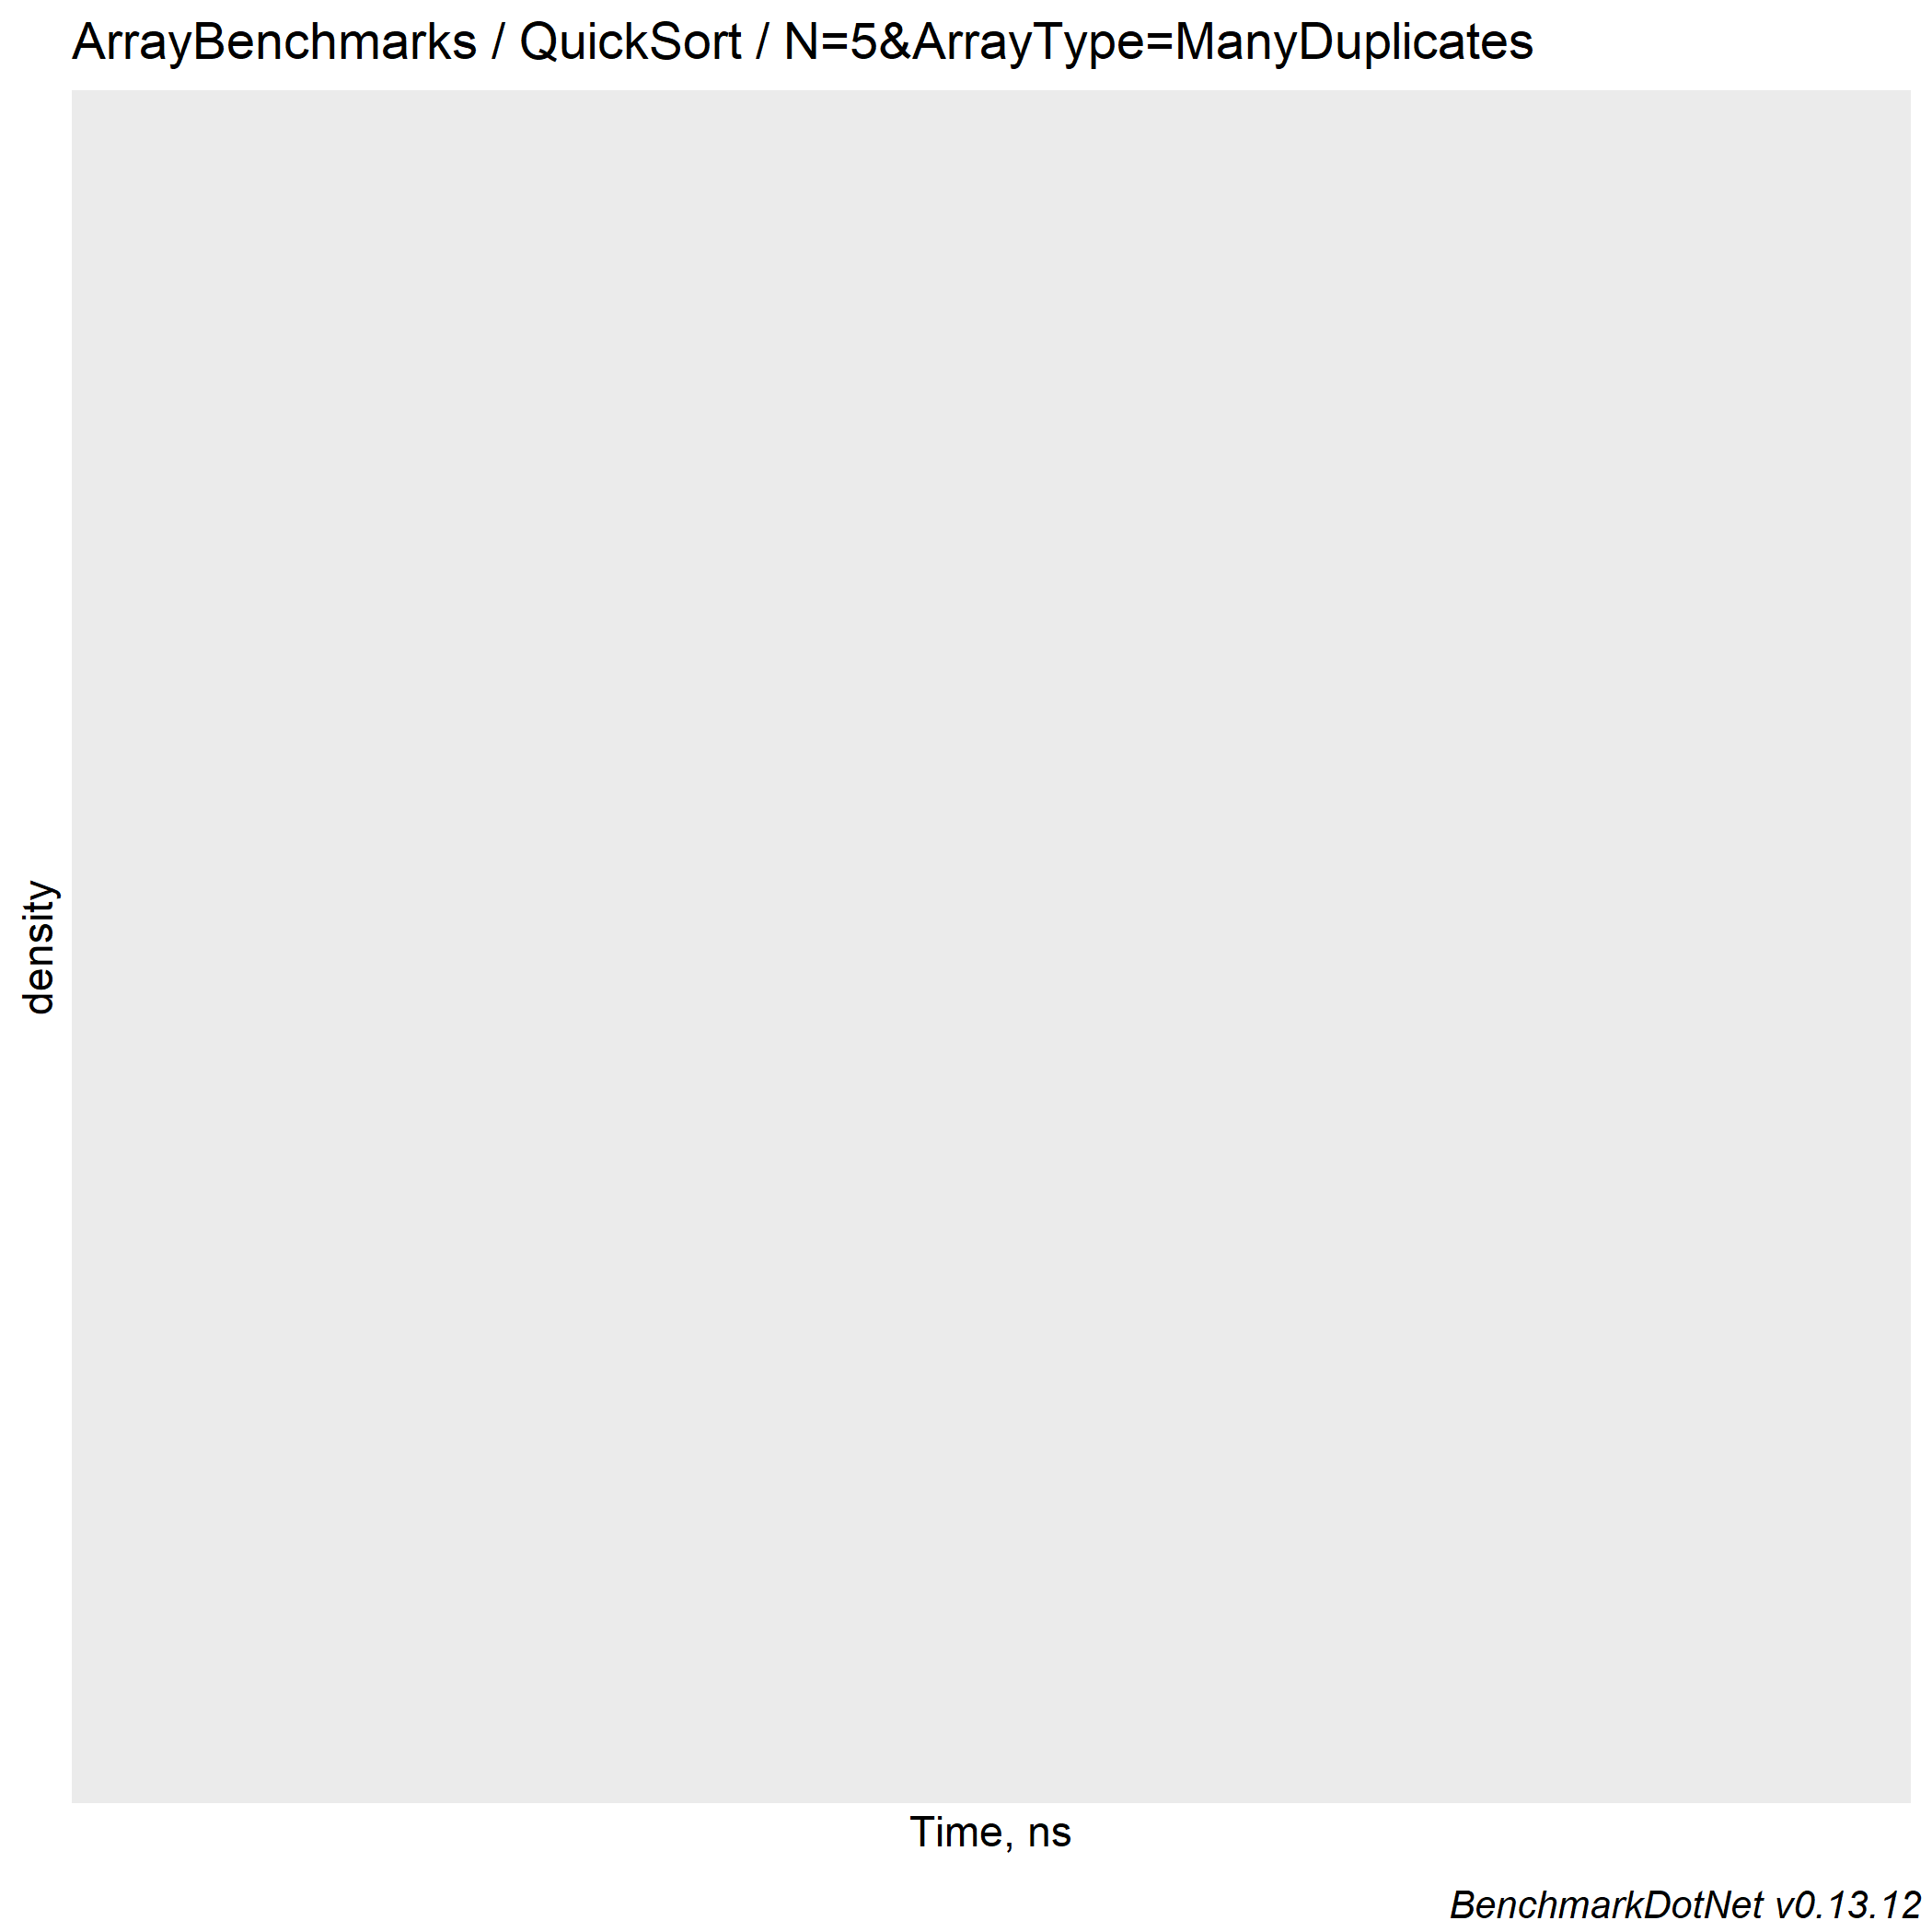 ArrayBenchmarks / QuickSort / N=5&ArrayType=ManyDuplicates
density
Time, ns
BenchmarkDotNet v0.13.12